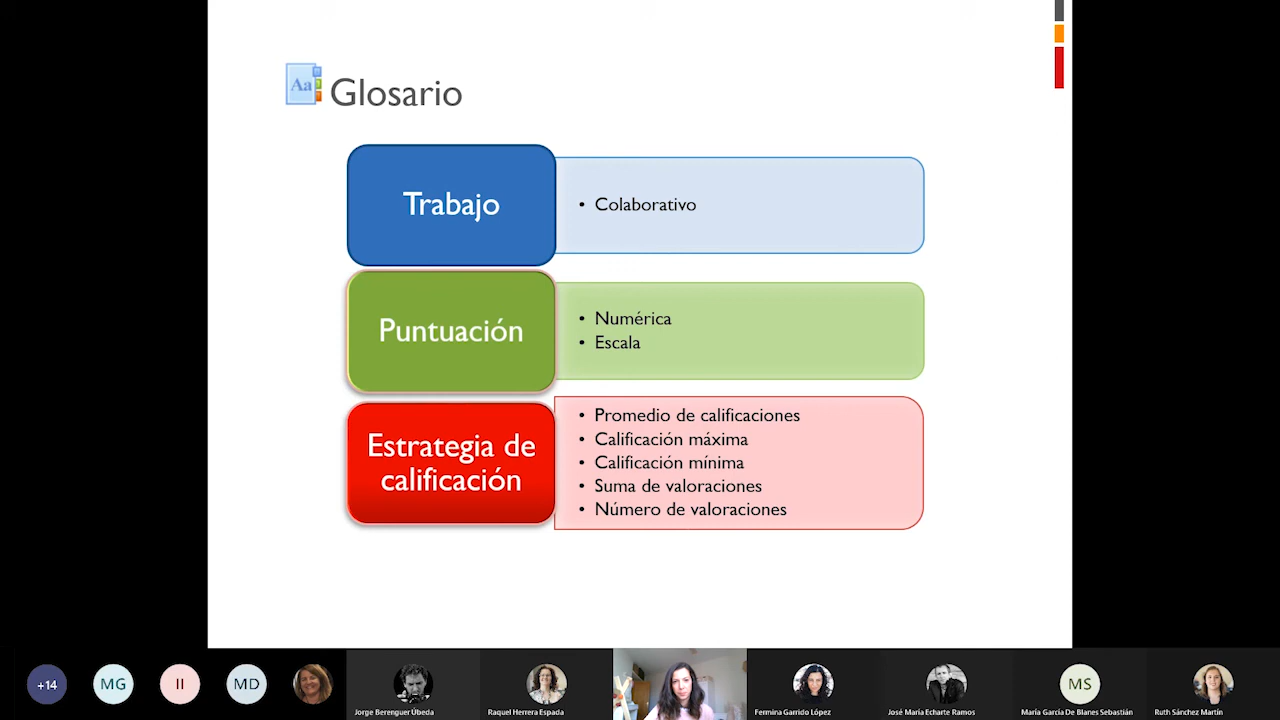 Aa
Glosario
Trabajo
• Colaborativo
Puntuación
• Numérica
• Escala
Estrategia de
calificación
• Promedio de calificaciones
• Calificación máxima
• Calificación mínima
• Suma de valoraciones
• Número de valoraciones
+14
MG
II
MD
Jorge Berenguer Úbeda
Raquel Herrera Espada
Fermina Garrido López
José María Echarte Ramos
MS
María García De Blanes Sebastián
Ruth Sánchez Martín